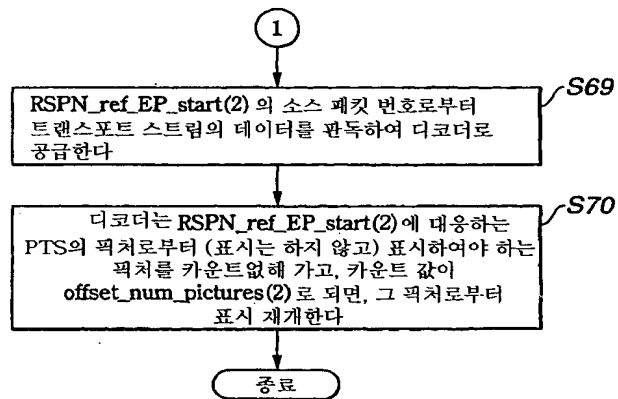 1
S69
RSPN_ref_EP_start(2) 의 소스 패킷 번호로부터
트랜스포트 스트림의 데이터를 판독하여 디코더로
공급한다
S70
디코더는 RSPN_ref_EP_start(2)에 대응하는
PTS의 픽처로부터 (표시는 하지 않고) 표시하여야 하는
픽처를 카운트없해 가고, 카운트 값이
offset_num_pictures(2) 로 되면, 그 픽처로부터
표시 재개한다
종료